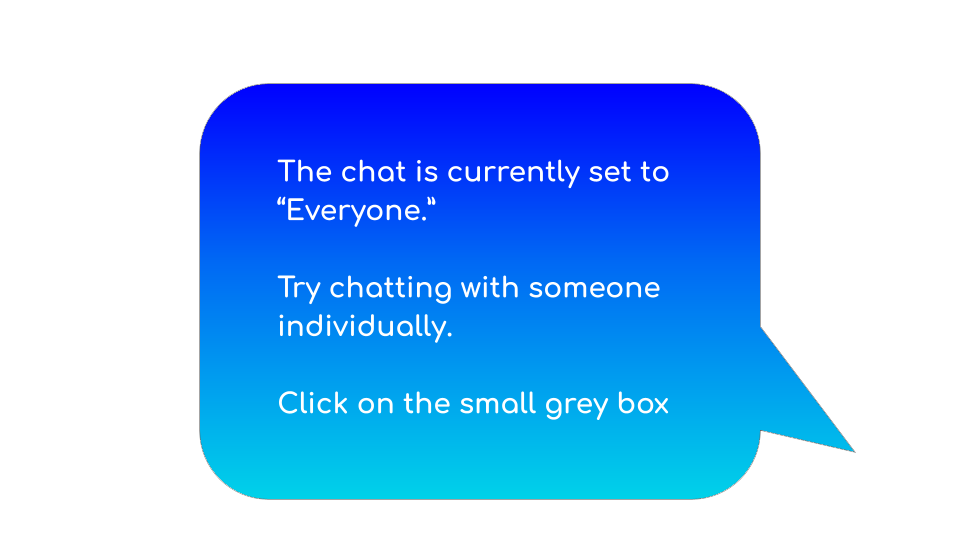 The chat is currently set to
“Everyone.”
Try chatting with someone
individually.
Click on the small grey box